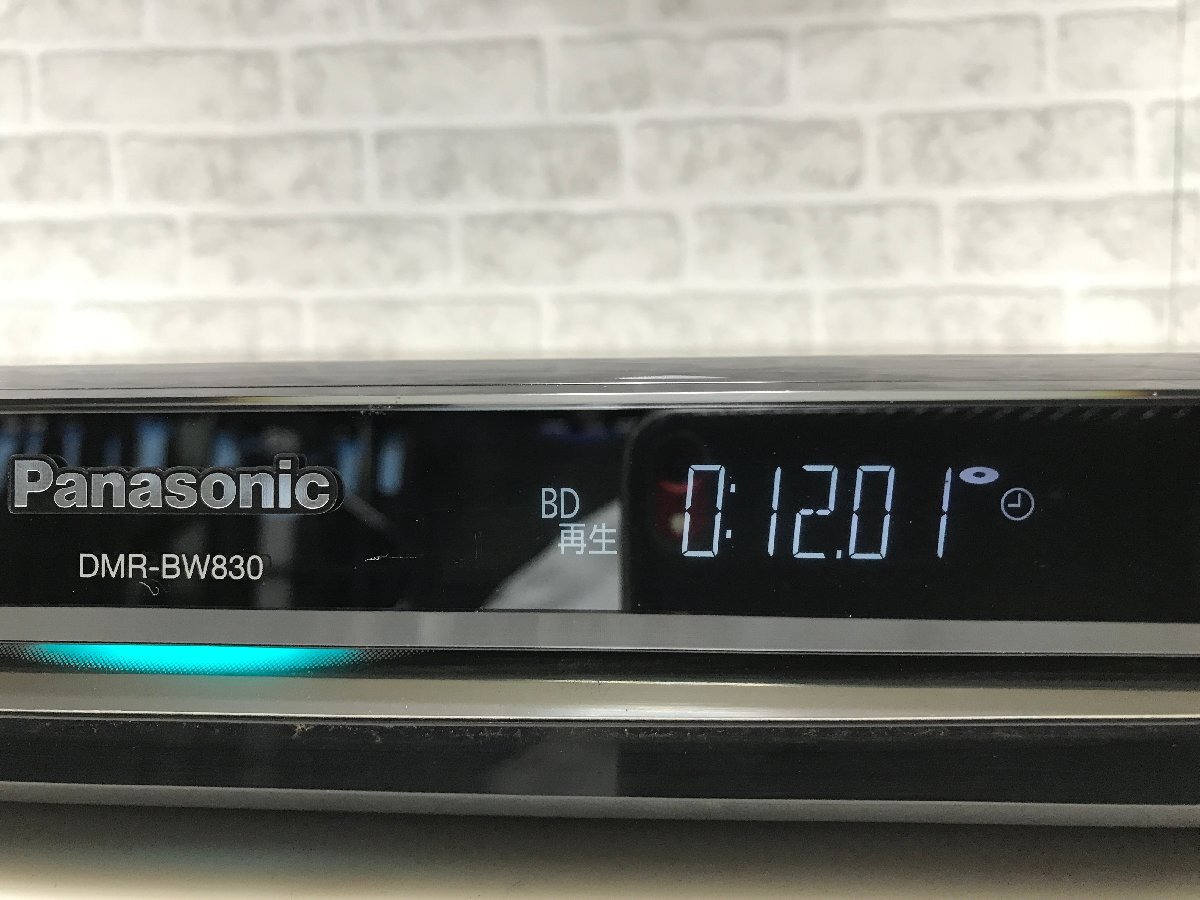 Panasonic
DMR-BW830
BD
再生
0:12.01